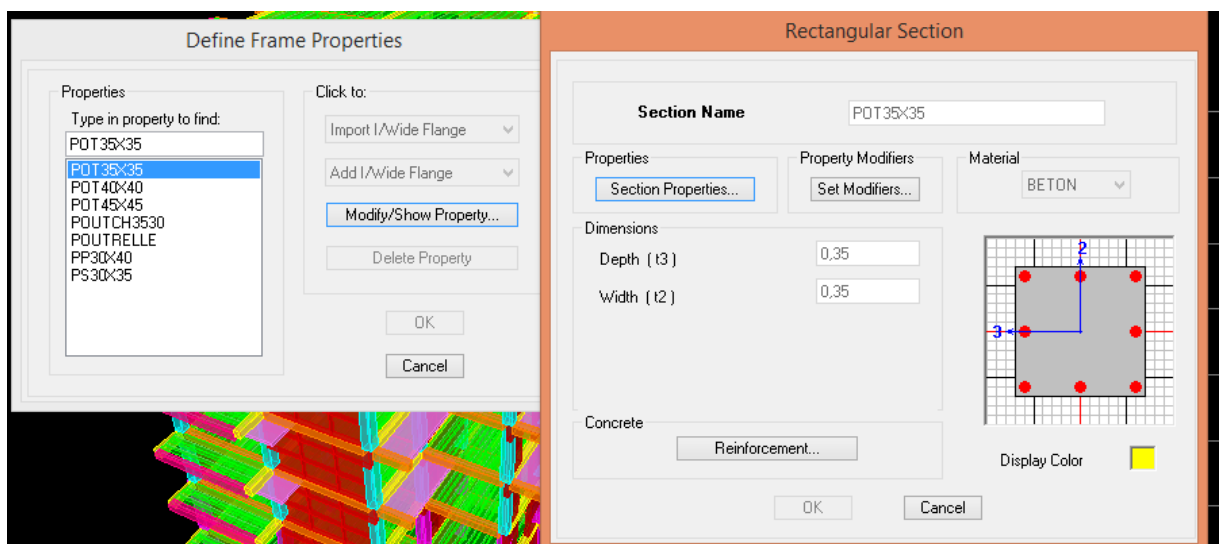 Define Frame Properties
Properties
Type in property to find:
POT35X35
POT35X35
POT40X40
POT45X45
POUTCH3530
POUTRELLE
PP30X40
PS30X35
Click to:
Import I/Wide Flange
Add I/Wide Flange
Modify/Show Property...
Delete Property
OK
Cancel
Rectangular Section
Section Name
POT35X35
Properties
Section Properties...
Property Modifiers
Set Modifiers...
Material
BETON
Dimensions
Depth ( t3 )
0,35
Width ( t2 )
0,35
2
3
Concrete
Reinforcement...
Display Color
OK
Cancel